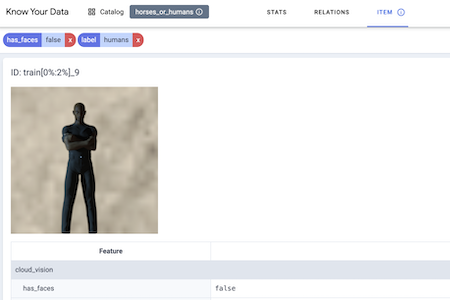 Know Your Data Catalog horses_or_humans STATS RELATIONS ITEM
has_faces false x label humans x
ID: train[0%:2%]_9
Feature
cloud_vision
has_faces false